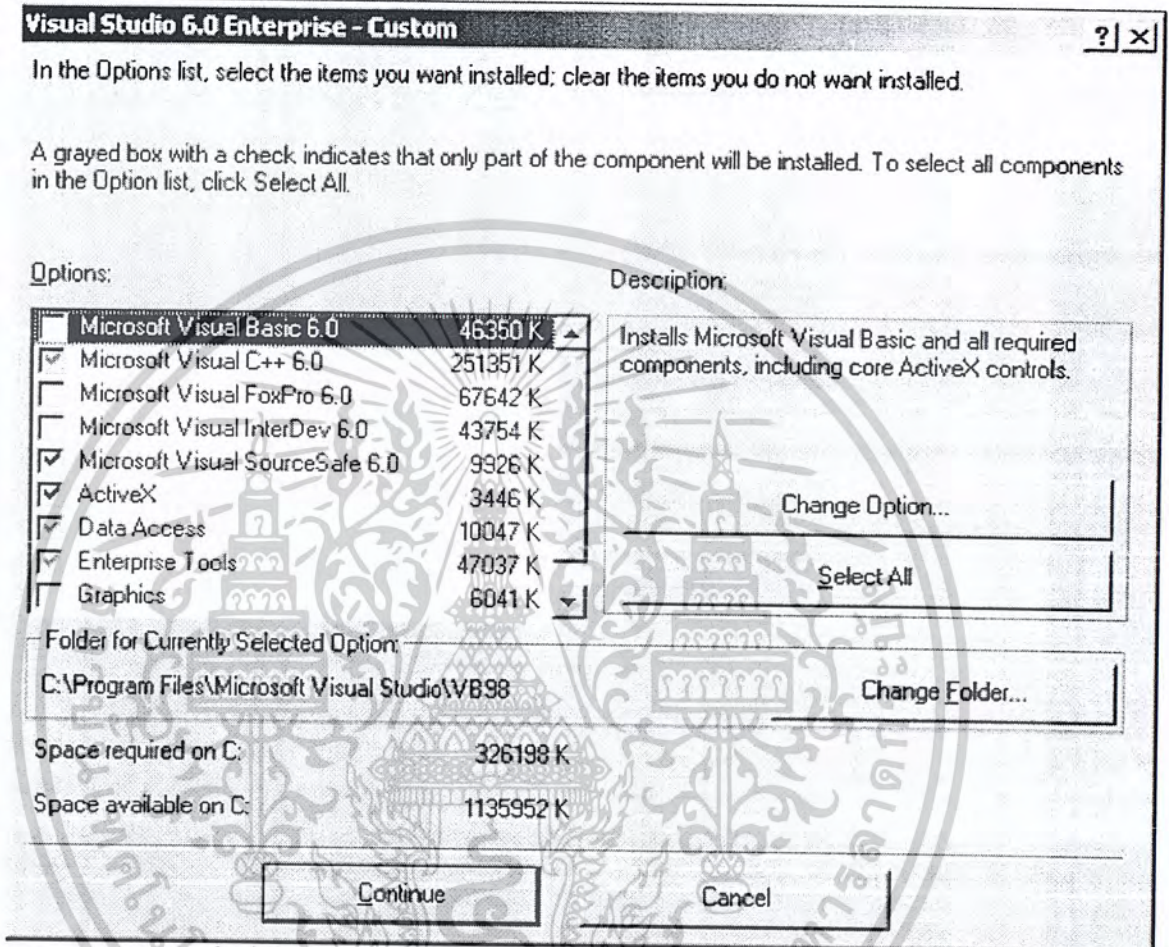 Visual Studio 6.0 Enterprise - Custom
In the Options list, select the items you want installed; clear the items you do not want installed.
A grayed box with a check indicates that only part of the component will be installed. To select all components
in the Option list, click Select All.
Options:
Microsoft Visual Basic 6.0 46350 K
Microsoft Visual C++ 6.0 251351 K
Microsoft Visual FoxPro 6.0 67642 K
Microsoft Visual InterDev 6.0 43754 K
Microsoft Visual SourceSafe 6.0 9926 K
ActiveX 3446 K
Data Access 10047 K
Enterprise Tools 47037 K
Graphics 6041 K
Description:
Installs Microsoft Visual Basic and all required
components, including core ActiveX controls.
Change Option...
Select All
Folder for Currently Selected Option:
C:\Program Files\Microsoft Visual Studio\VB98
Change Folder...
Space required on C: 326198 K
Space available on C: 1135952 K
Continue
Cancel